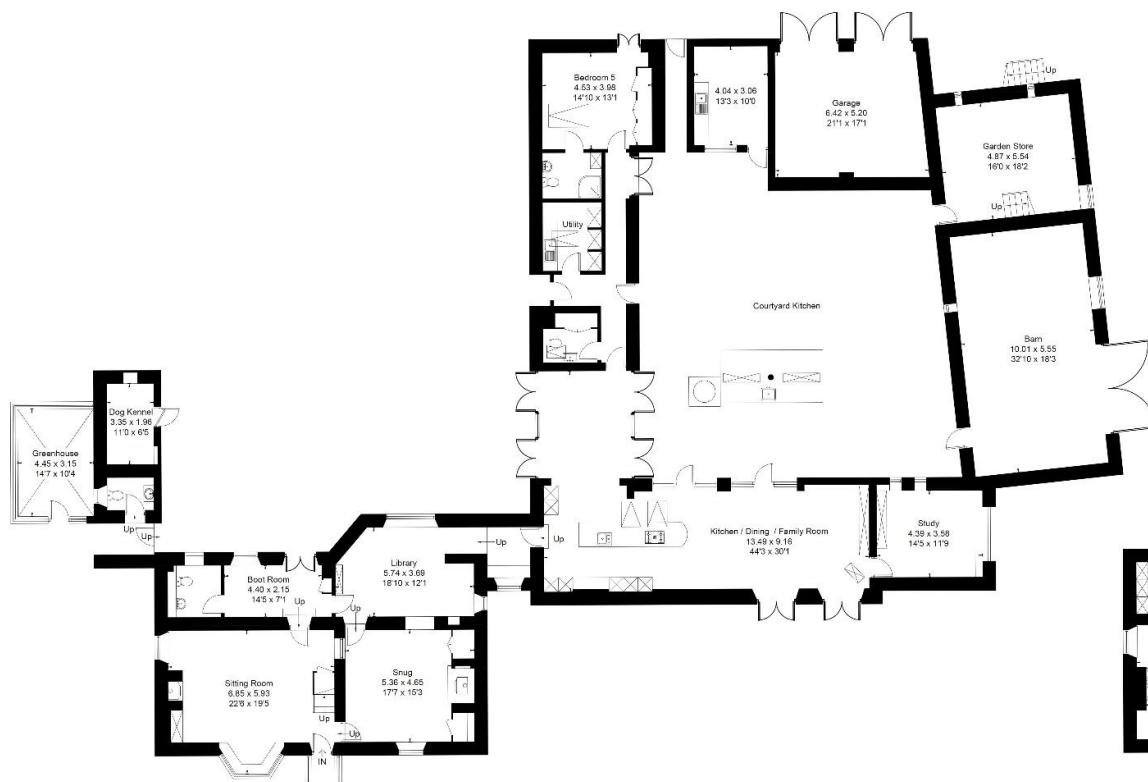 Bedroom 5
4.53 x 3.98
14'10 x 13'1
4.04 x 3.06
13'3 x 10'0
Garage
6.42 x 5.20
21'1 x 17'1
Up
Garden Store
4.87 x 5.54
16'0 x 18'2
Up
Utility
Courtyard Kitchen
Barn
10.01 x 5.55
32'10 x 18'3
Dog Kennel
3.35 x 1.96
11'0 x 6'5
Greenhouse
4.45 x 3.15
14'7 x 10'4
Up
Up
Up
Up
Kitchen / Dining / Family Room
13.49 x 9.16
44'3 x 30'1
Study
4.39 x 3.58
14'5 x 11'9
Library
5.74 x 3.69
18'10 x 12'1
Boot Room
4.40 x 2.15
14'5 x 7'1
Up
Up
Up
Sitting Room
6.85 x 5.93
22'6 x 19'5
Snug
5.36 x 4.65
17'7 x 15'3
Up
Up
IN